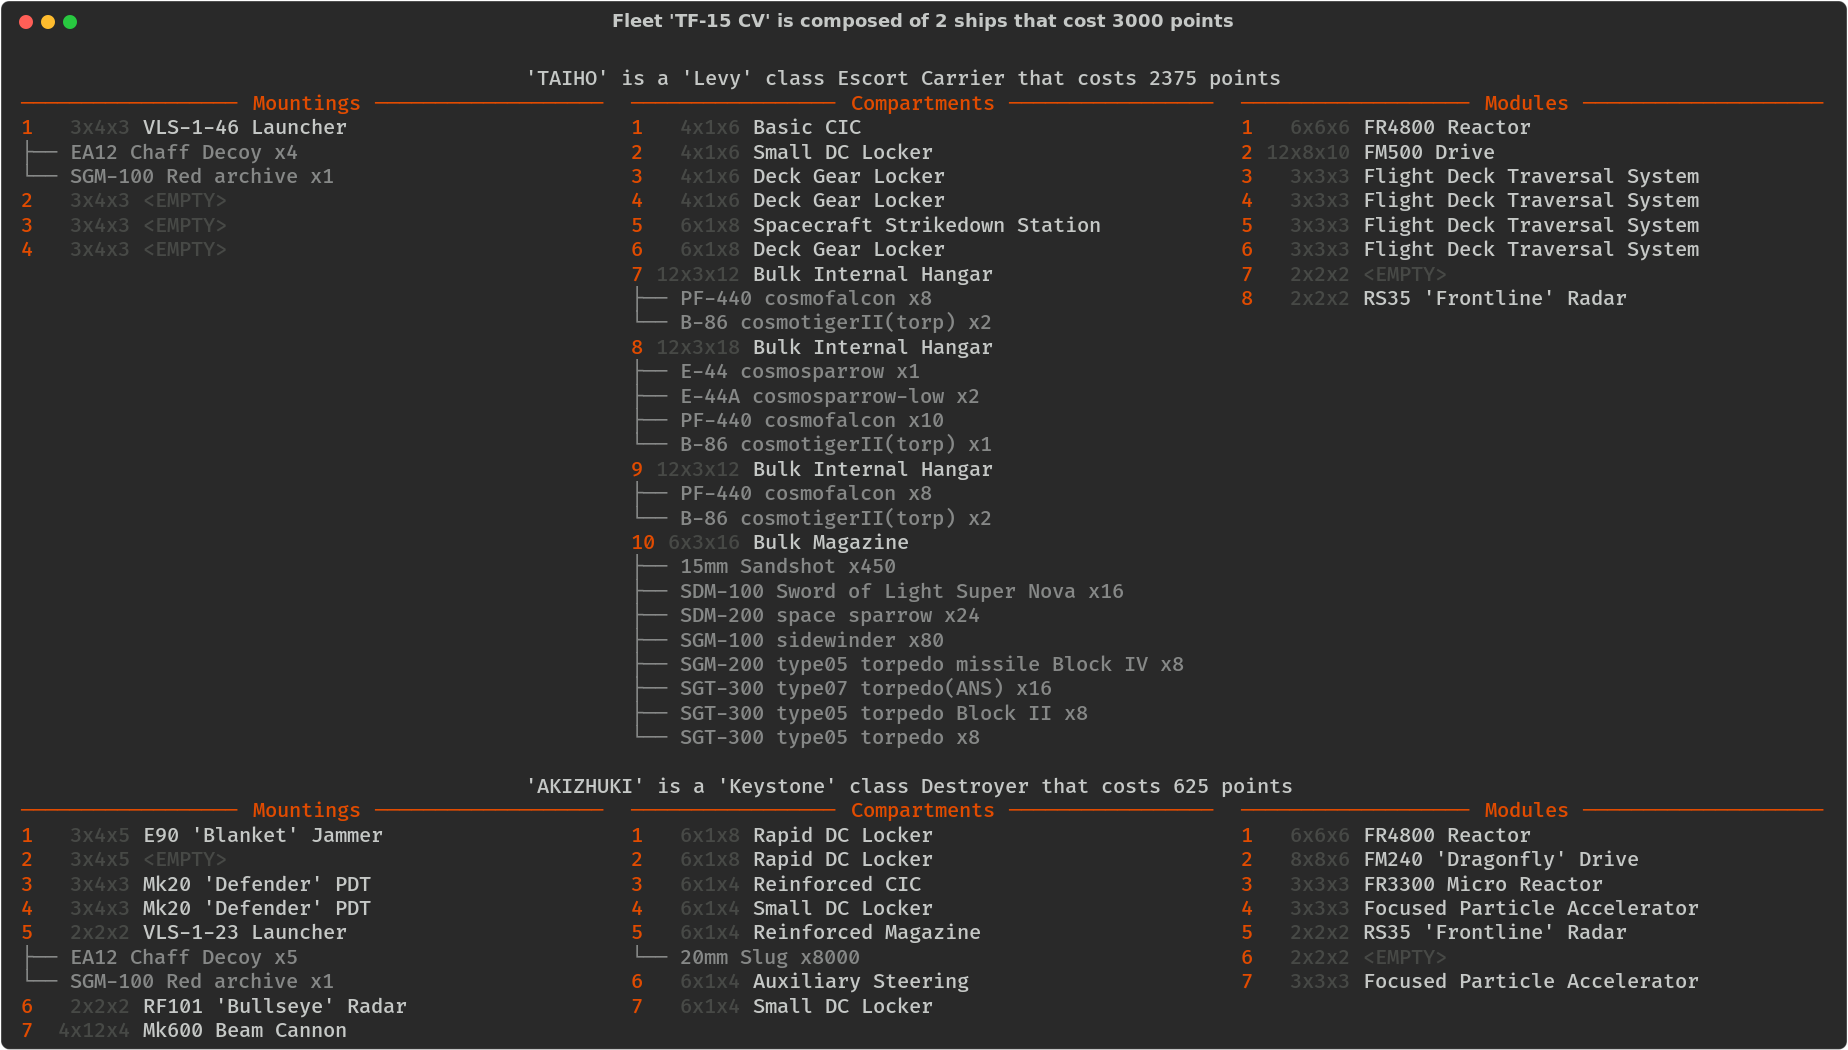 Fleet 'TF-15 CV' is composed of 2 ships that cost 3000 points
'TAIHO' is a 'Levy' class Escort Carrier that costs 2375 points
Mountings
1 3x4x3 VLS-1-46 Launcher
EA12 Chaff Decoy x4
SGM-100 Red archive x1
2 3x4x3 <EMPTY>
3 3x4x3 <EMPTY>
4 3x4x3 <EMPTY>
Compartments
1 4x1x6 Basic CIC
2 4x1x6 Small DC Locker
3 4x1x6 Deck Gear Locker
4 4x1x6 Deck Gear Locker
5 6x1x8 Spacecraft Strikedown Station
6 6x1x8 Deck Gear Locker
7 12x3x12 Bulk Internal Hangar
PF-440 cosmofalcon x8
B-86 cosmotigerII(torp) x2
8 12x3x18 Bulk Internal Hangar
E-44 cosmosparrow x1
E-44A cosmosparrow-low x2
PF-440 cosmofalcon x10
B-86 cosmotigerII(torp) x1
9 12x3x12 Bulk Internal Hangar
PF-440 cosmofalcon x8
B-86 cosmotigerII(torp) x2
10 6x3x16 Bulk Magazine
15mm Sandshot x450
SDM-100 Sword of Light Super Nova x16
SDM-200 space sparrow x24
SGM-100 sidewinder x80
SGM-200 type05 torpedo missile Block IV x8
SGT-300 type07 torpedo(ANS) x16
SGT-300 type05 torpedo Block II x8
SGT-300 type05 torpedo x8
Modules
1 6x6x6 FR4800 Reactor
2 12x8x10 FM500 Drive
3 3x3x3 Flight Deck Traversal System
4 3x3x3 Flight Deck Traversal System
5 3x3x3 Flight Deck Traversal System
6 3x3x3 Flight Deck Traversal System
7 2x2x2 <EMPTY>
8 2x2x2 RS35 'Frontline' Radar
'AKIZHUKI' is a 'Keystone' class Destroyer that costs 625 points
Mountings
1 3x4x5 E90 'Blanket' Jammer
2 3x4x5 <EMPTY>
3 3x4x3 Mk20 'Defender' PDT
4 3x4x3 Mk20 'Defender' PDT
5 2x2x2 VLS-1-23 Launcher
EA12 Chaff Decoy x5
SGM-100 Red archive x1
6 2x2x2 RF101 'Bullseye' Radar
7 4x12x4 Mk600 Beam Cannon
Compartments
1 6x1x8 Rapid DC Locker
2 6x1x8 Rapid DC Locker
3 6x1x4 Reinforced CIC
4 6x1x4 Small DC Locker
5 6x1x4 Reinforced Magazine
20mm Slug x8000
6 6x1x4 Auxiliary Steering
7 6x1x4 Small DC Locker
Modules
1 6x6x6 FR4800 Reactor
2 8x8x6 FM240 'Dragonfly' Drive
3 3x3x3 FR3300 Micro Reactor
4 3x3x3 Focused Particle Accelerator
5 2x2x2 RS35 'Frontline' Radar
6 2x2x2 <EMPTY>
7 3x3x3 Focused Particle Accelerator